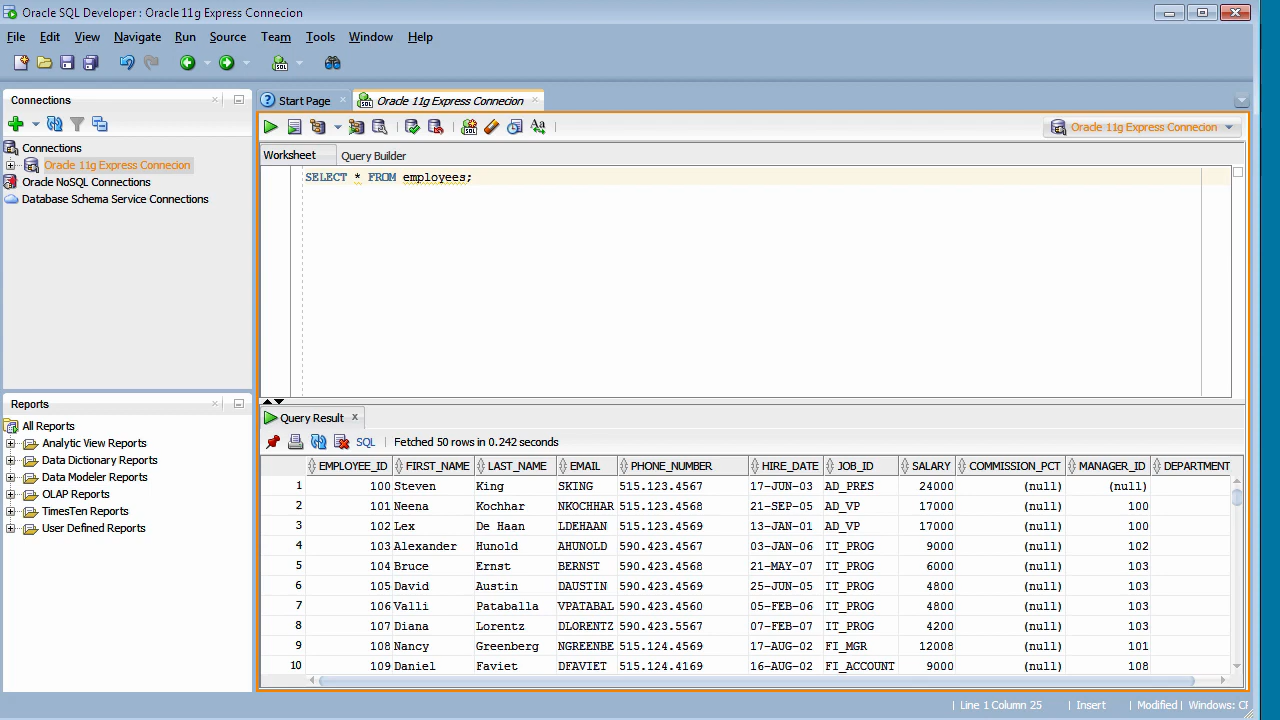 Oracle SQL Developer : Oracle 11g Express Connecion
File Edit View Navigate Run Source Team Tools Window Help
Connections
Connections
Oracle 11g Express Connecion
Oracle NoSQL Connections
Database Schema Service Connections
Reports
All Reports
Analytic View Reports
Data Dictionary Reports
Data Modeler Reports
OLAP Reports
TimesTen Reports
User Defined Reports
Start Page Oracle 11g Express Connecion
Oracle 11g Express Connecion
Worksheet Query Builder
SELECT * FROM employees;
Query Result
SQL Fetched 50 rows in 0.242 seconds
EMPLOYEE_ID FIRST_NAME LAST_NAME EMAIL PHONE_NUMBER HIRE_DATE JOB_ID SALARY COMMISSION_PCT MANAGER_ID DEPARTMENT
1 100 Steven King SKING 515.123.4567 17-JUN-03 AD_PRES 24000 (null) (null)
2 101 Neena Kochhar NKOCHHAR 515.123.4568 21-SEP-05 AD_VP 17000 (null) 100
3 102 Lex De Haan LDEHAAN 515.123.4569 13-JAN-01 AD_VP 17000 (null) 100
4 103 Alexander Hunold AHUNOLD 590.423.4567 03-JAN-06 IT_PROG 9000 (null) 102
5 104 Bruce Ernst BERNST 590.423.4568 21-MAY-07 IT_PROG 6000 (null) 103
6 105 David Austin DAUSTIN 590.423.4569 25-JUN-05 IT_PROG 4800 (null) 103
7 106 Valli Pataballa VPATABAL 590.423.4560 05-FEB-06 IT_PROG 4800 (null) 103
8 107 Diana Lorentz DLORENTZ 590.423.5567 07-FEB-07 IT_PROG 4200 (null) 103
9 108 Nancy Greenberg NGREENBE 515.124.4569 17-AUG-02 FI_MGR 12008 (null) 101
10 109 Daniel Faviet DFAVIET 515.124.4169 16-AUG-02 FI_ACCOUNT 9000 (null) 108
Line 1 Column 25 Insert Modified Windows: CF